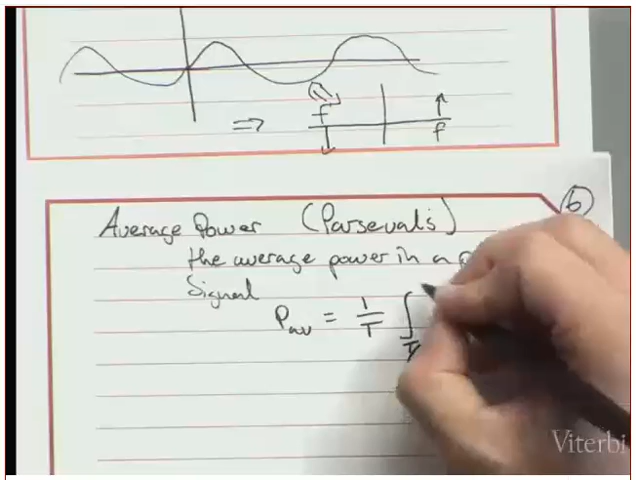 ⇒
f
f
6
Average Power (Parsevals)
the average power in a
Signal
Pav = 1/T ∫
Viterbi